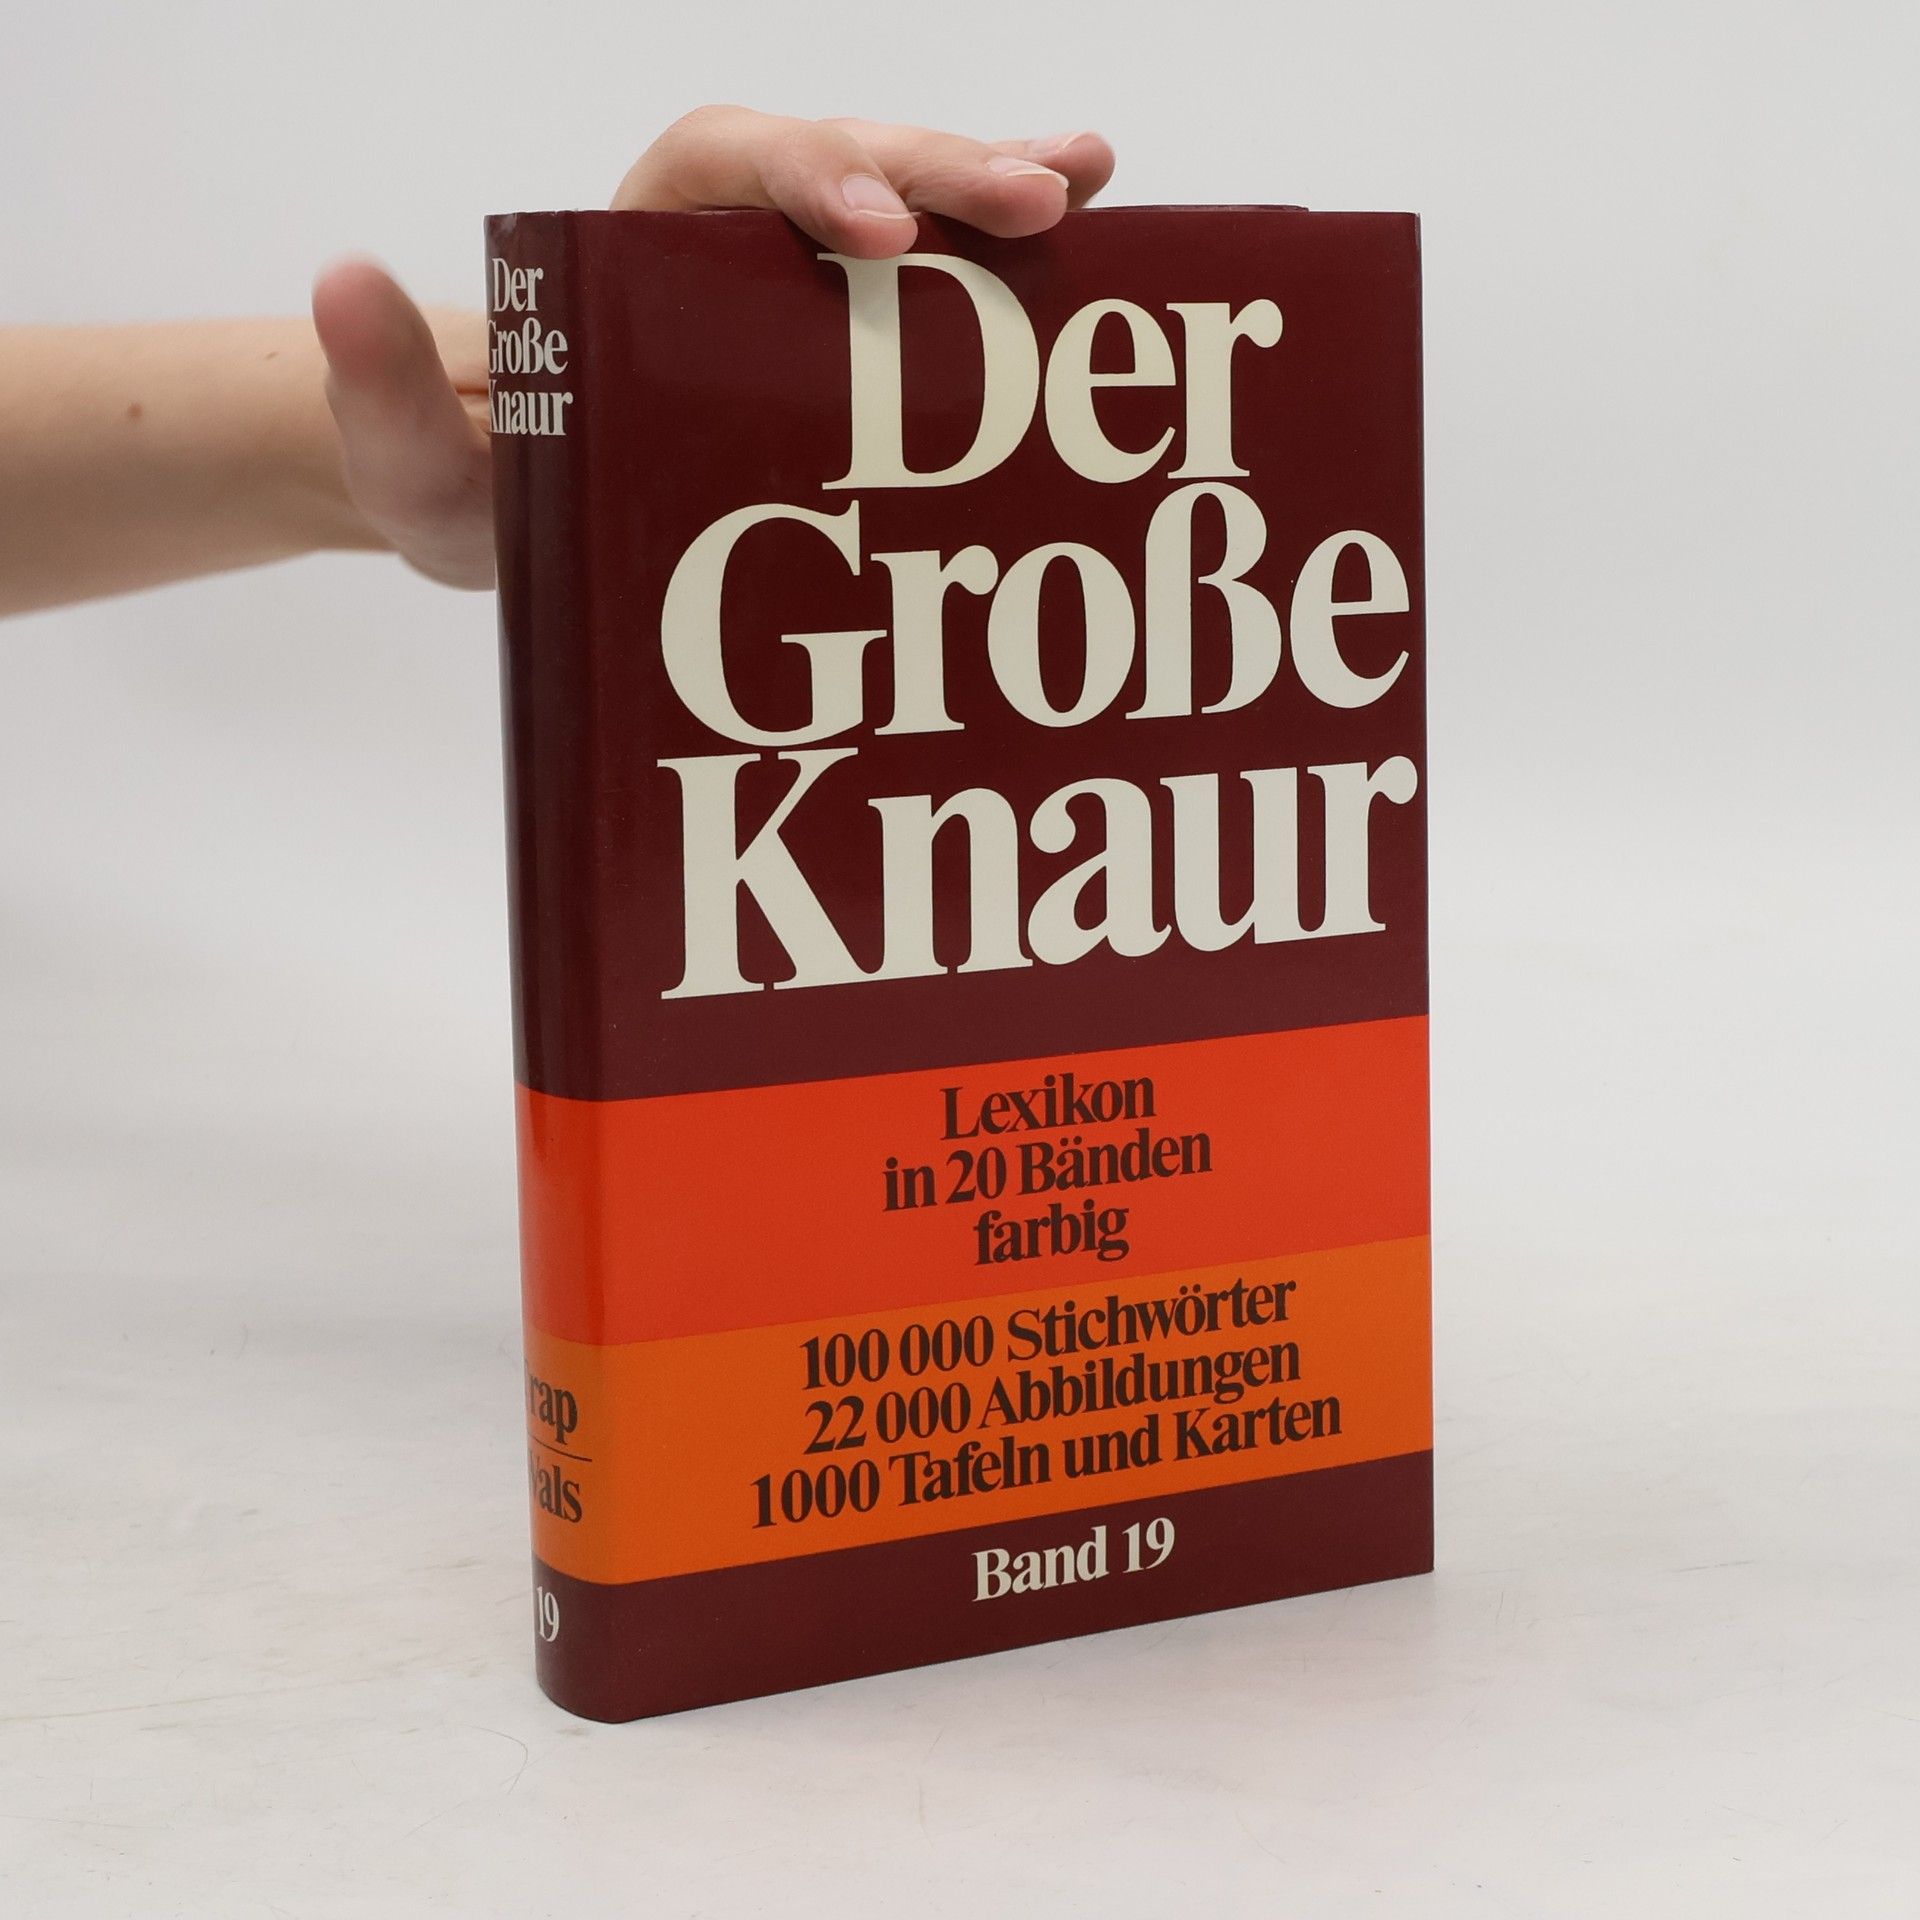 Der
Große
Knaur
Der
Große
Knaur
Lexikon
in 20 Bänden
farbig
100 000 Stichwörter
22 000 Abbildungen
1000 Tafeln und Karten
Band 19
19